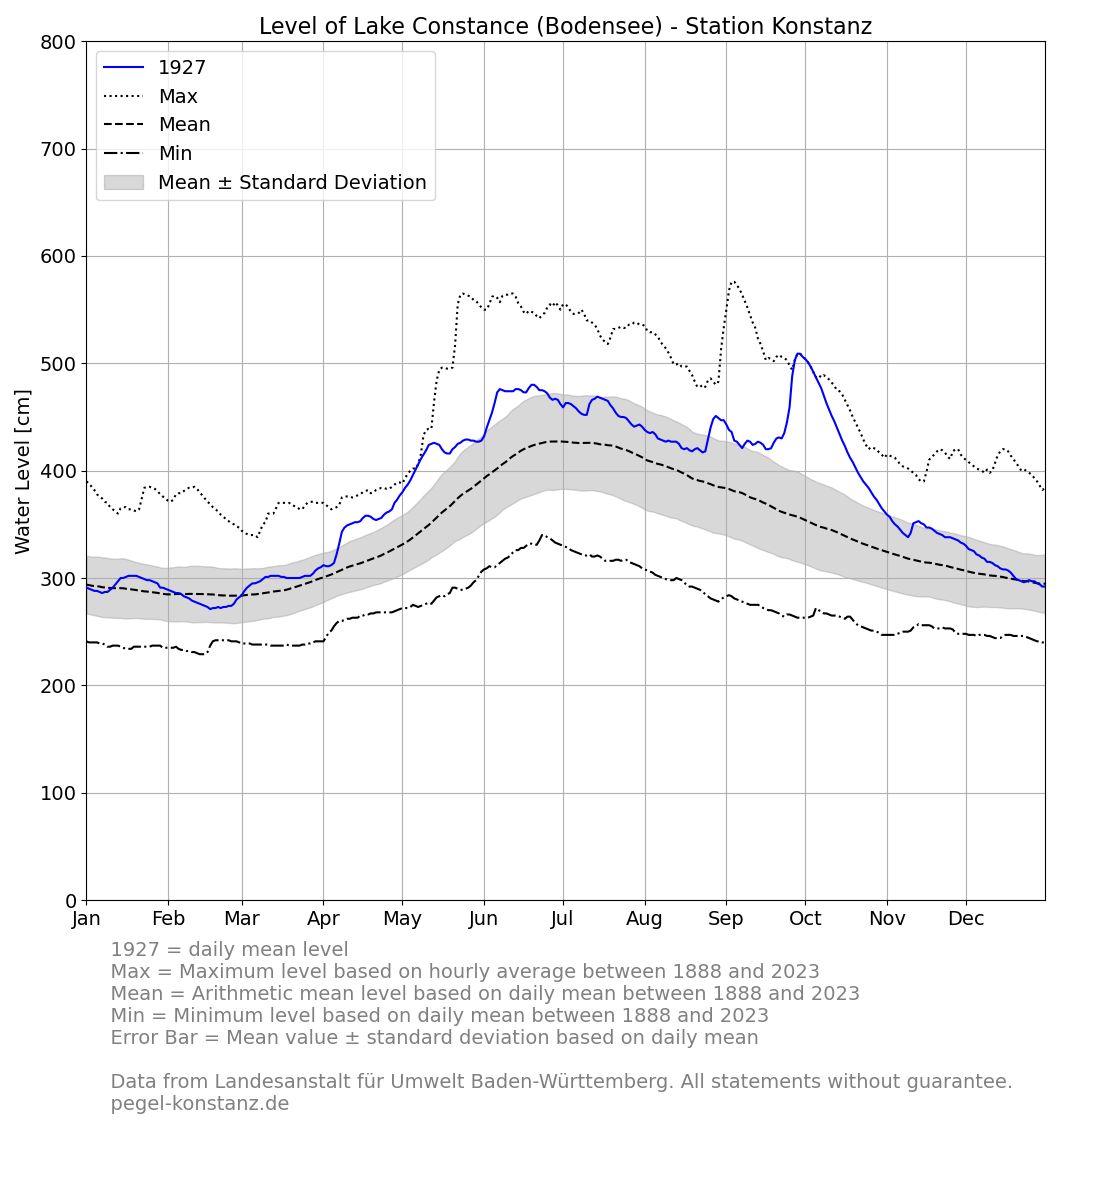 Level of Lake Constance (Bodensee) - Station Konstanz
800
700
600
500
400
300
200
100
0
Water Level [cm]
1927
Max
Mean
Min
Mean ± Standard Deviation
Jan Feb Mar Apr May Jun Jul Aug Sep Oct Nov Dec
1927 = daily mean level
Max = Maximum level based on hourly average between 1888 and 2023
Mean = Arithmetic mean level based on daily mean between 1888 and 2023
Min = Minimum level based on daily mean between 1888 and 2023
Error Bar = Mean value ± standard deviation based on daily mean
Data from Landesanstalt für Umwelt Baden-Württemberg. All statements without guarantee.
pegel-konstanz.de